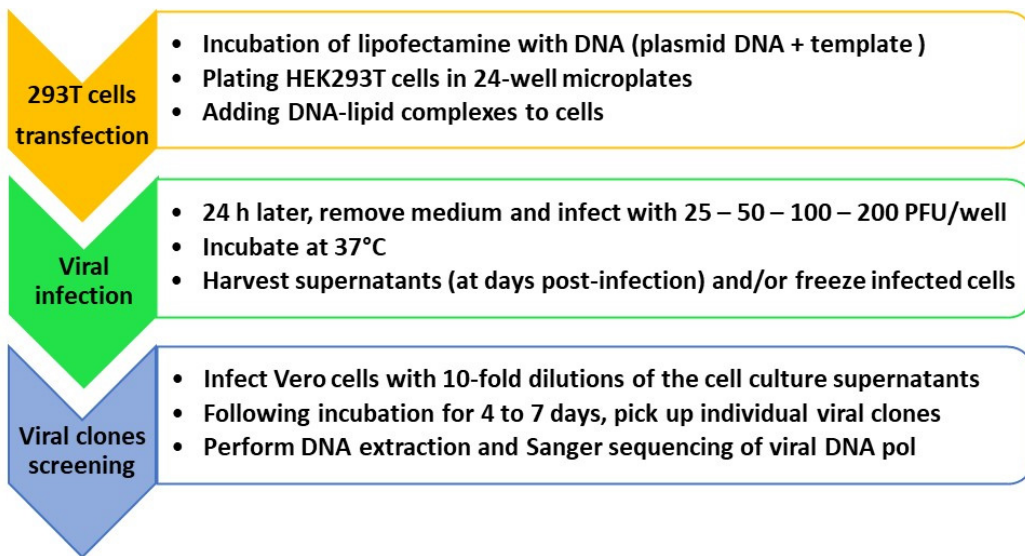 293T cells
transfection
• Incubation of lipofectamine with DNA (plasmid DNA + template )
• Plating HEK293T cells in 24-well microplates
• Adding DNA-lipid complexes to cells
Viral
infection
• 24 h later, remove medium and infect with 25 – 50 – 100 – 200 PFU/well
• Incubate at 37°C
• Harvest supernatants (at days post-infection) and/or freeze infected cells
Viral clones
screening
• Infect Vero cells with 10-fold dilutions of the cell culture supernatants
• Following incubation for 4 to 7 days, pick up individual viral clones
• Perform DNA extraction and Sanger sequencing of viral DNA pol